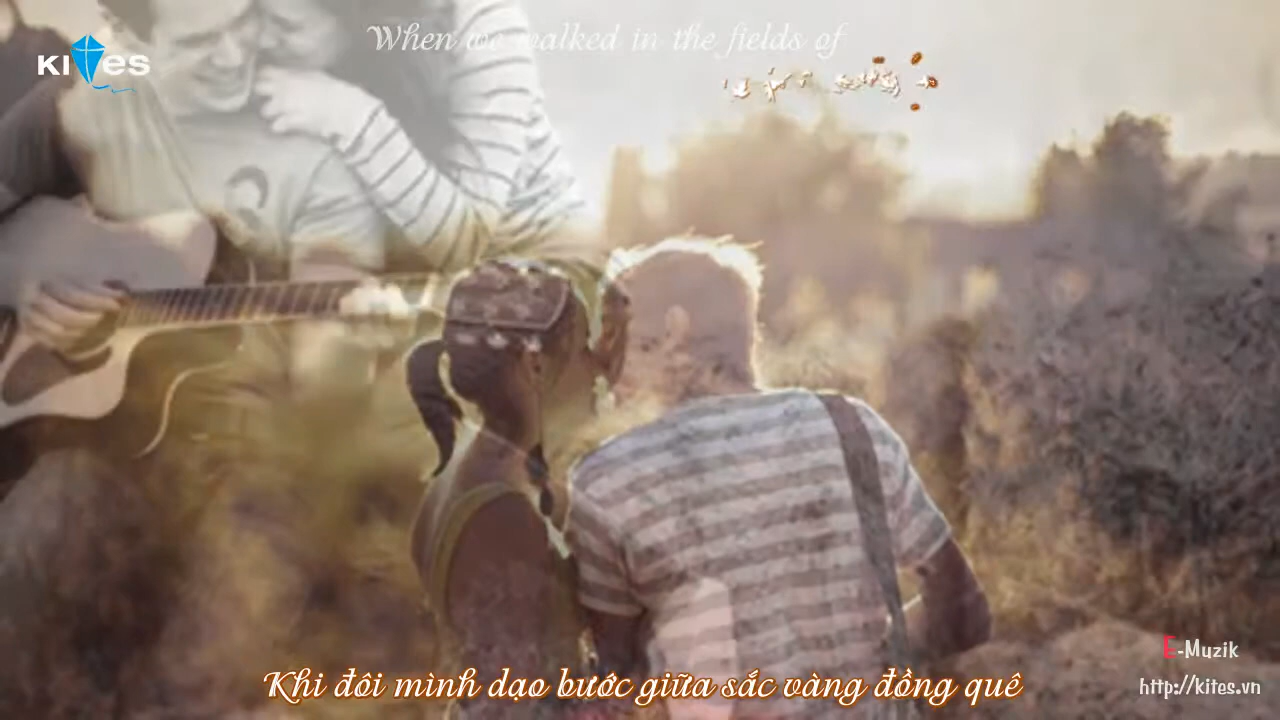 When we walked in the fields of
KITES
Khi đôi mình dạo bước giữa sắc vàng đồng quê
E-Muzik
http://kites.vn